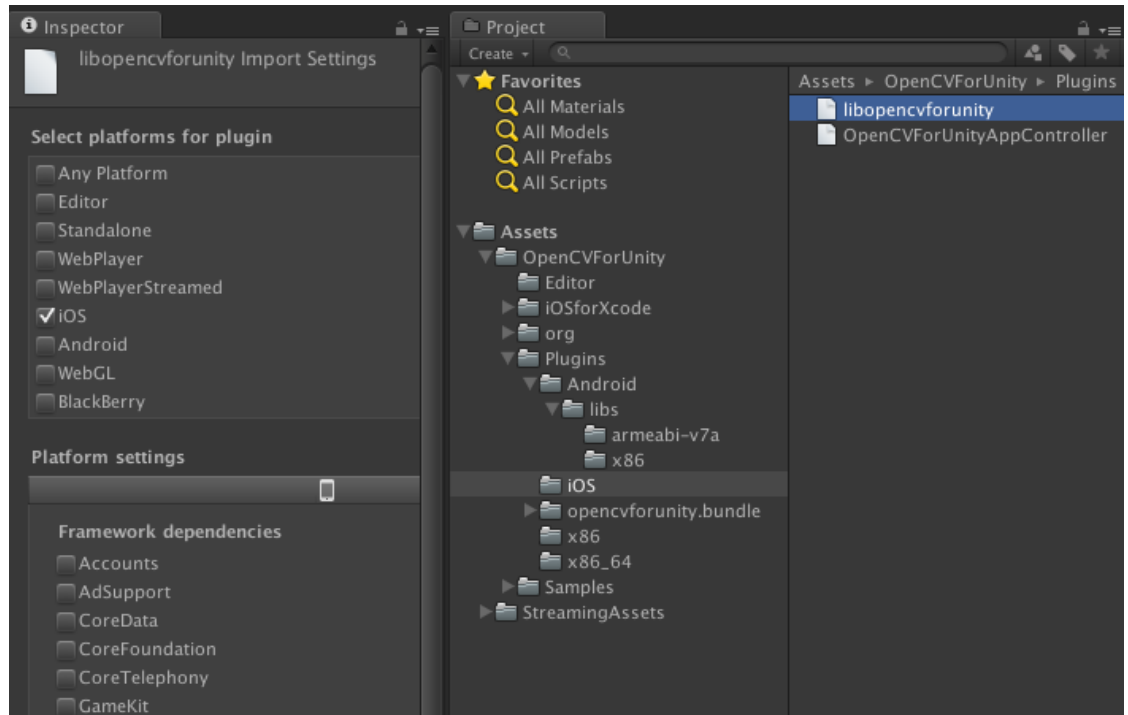 Inspector
libopencvforunity Import Settings
Select platforms for plugin
Any Platform
Editor
Standalone
WebPlayer
WebPlayerStreamed
iOS
Android
WebGL
BlackBerry
Platform settings
Framework dependencies
Accounts
AdSupport
CoreData
CoreFoundation
CoreTelephony
GameKit
Project
Create
Favorites
All Materials
All Models
All Prefabs
All Scripts
Assets
OpenCVForUnity
Editor
iOSforXcode
org
Plugins
Android
libs
armeabi-v7a
x86
iOS
opencvforunity.bundle
x86
x86_64
Samples
StreamingAssets
Assets ▸ OpenCVForUnity ▸ Plugins
libopencvforunity
OpenCVForUnityAppController